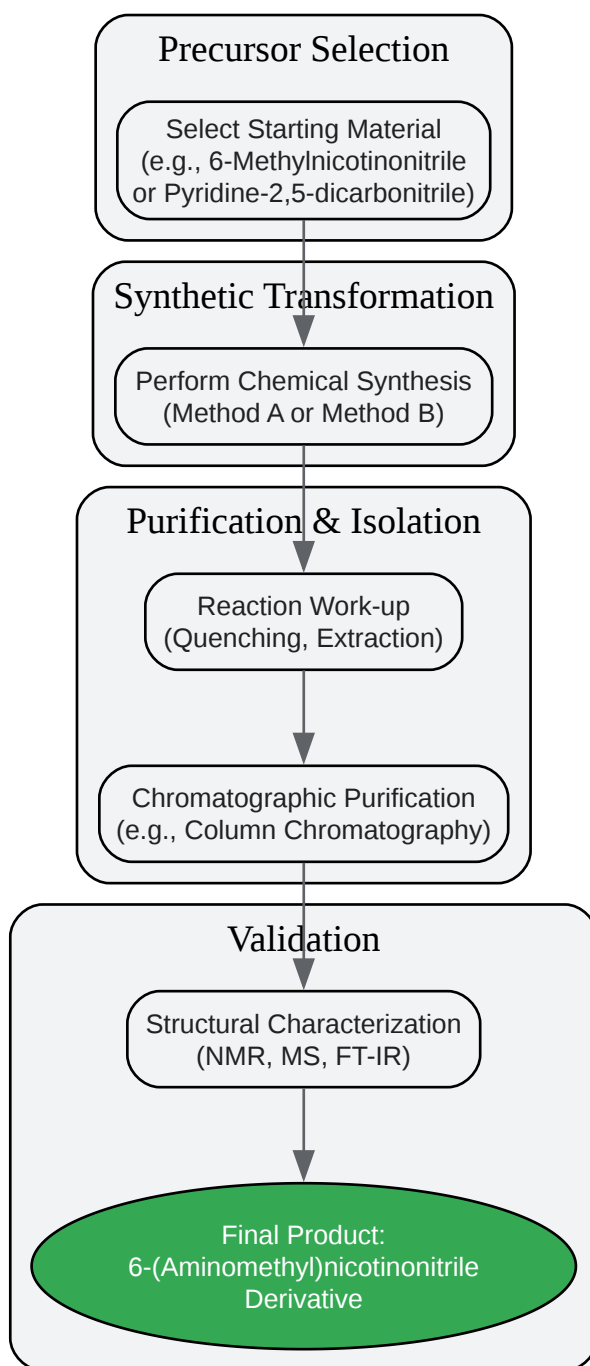 Precursor Selection
Select Starting Material
(e.g., 6-Methylnicotinonitrile
or Pyridine-2,5-dicarbonitrile)
Synthetic Transformation
Perform Chemical Synthesis
(Method A or Method B)
Purification & Isolation
Reaction Work-up
(Quenching, Extraction)
Chromatographic Purification
(e.g., Column Chromatography)
Validation
Structural Characterization
(NMR, MS, FT-IR)
Final Product:
6-(Aminomethyl)nicotinonitrile
Derivative